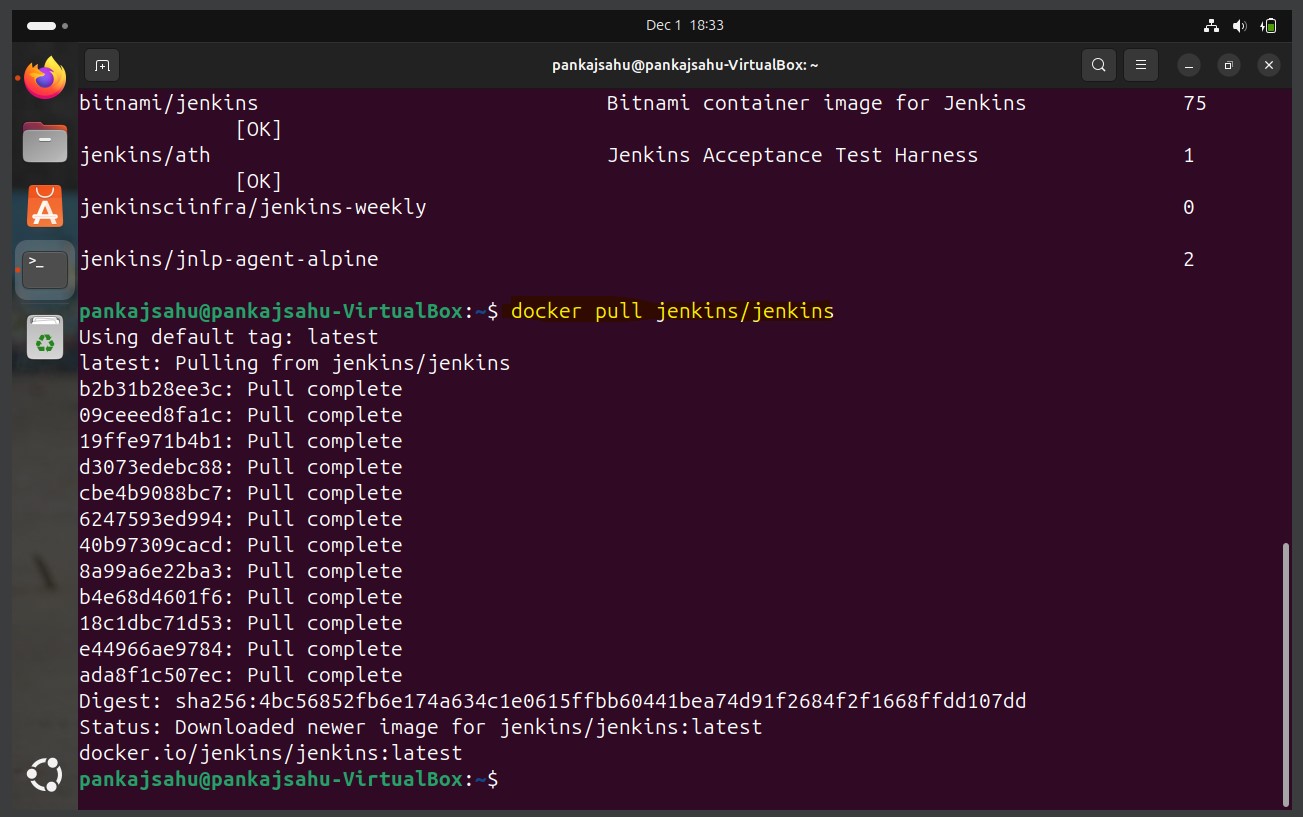 Dec 1 18:33
pankajsahu@pankajsahu-VirtualBox: ~
bitnami/jenkins Bitnami container image for Jenkins 75
[OK]
jenkins/ath Jenkins Acceptance Test Harness 1
[OK]
jenkinsciinfra/jenkins-weekly 0
jenkins/jnlp-agent-alpine 2
pankajsahu@pankajsahu-VirtualBox:~$ docker pull jenkins/jenkins
Using default tag: latest
latest: Pulling from jenkins/jenkins
b2b31b28ee3c: Pull complete
09ceeed8fa1c: Pull complete
19ffe971b4b1: Pull complete
d3073edebc88: Pull complete
cbe4b9088bc7: Pull complete
6247593ed994: Pull complete
40b97309cacd: Pull complete
8a99a6e22ba3: Pull complete
b4e68d4601f6: Pull complete
18c1dbc71d53: Pull complete
e44966ae9784: Pull complete
ada8f1c507ec: Pull complete
Digest: sha256:4bc56852fb6e174a634c1e0615ffbb60441bea74d91f2684f2f1668ffdd107dd
Status: Downloaded newer image for jenkins/jenkins:latest
docker.io/jenkins/jenkins:latest
pankajsahu@pankajsahu-VirtualBox:~$